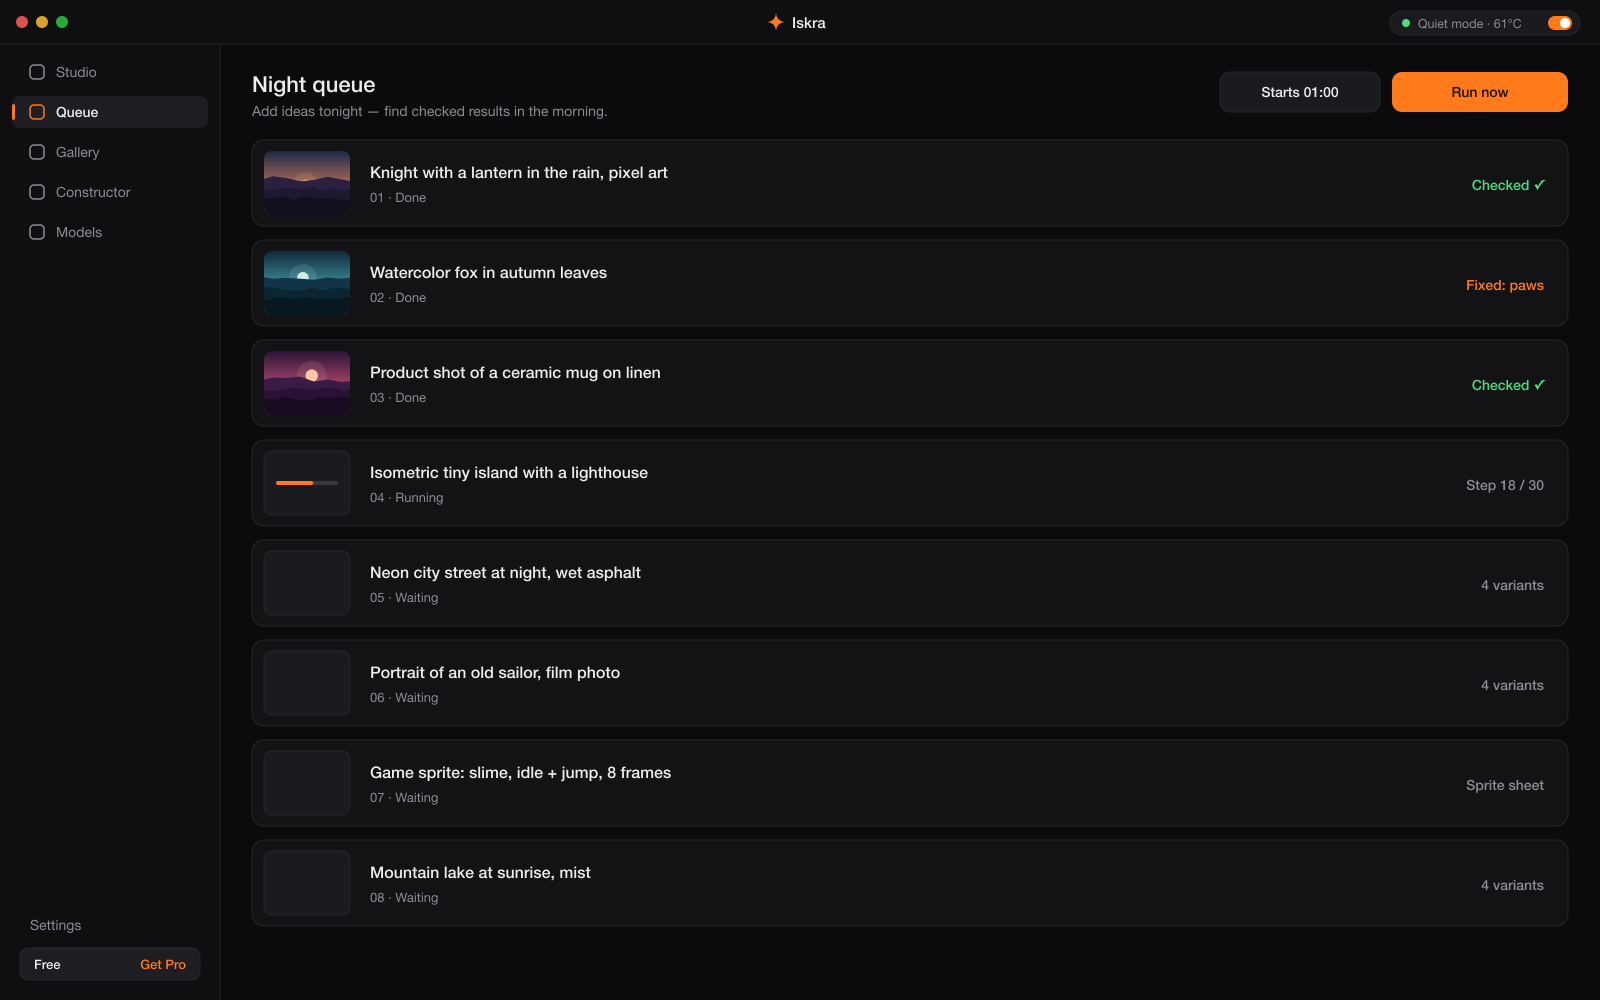 Iskra
Quiet mode · 61°C
Studio
Queue
Gallery
Constructor
Models
Settings
Free
Get Pro
Night queue
Add ideas tonight — find checked results in the morning.
Starts 01:00
Run now
Knight with a lantern in the rain, pixel art
01 · Done
Checked ✓
Watercolor fox in autumn leaves
02 · Done
Fixed: paws
Product shot of a ceramic mug on linen
03 · Done
Checked ✓
Isometric tiny island with a lighthouse
04 · Running
Step 18 / 30
Neon city street at night, wet asphalt
05 · Waiting
4 variants
Portrait of an old sailor, film photo
06 · Waiting
4 variants
Game sprite: slime, idle + jump, 8 frames
07 · Waiting
Sprite sheet
Mountain lake at sunrise, mist
08 · Waiting
4 variants